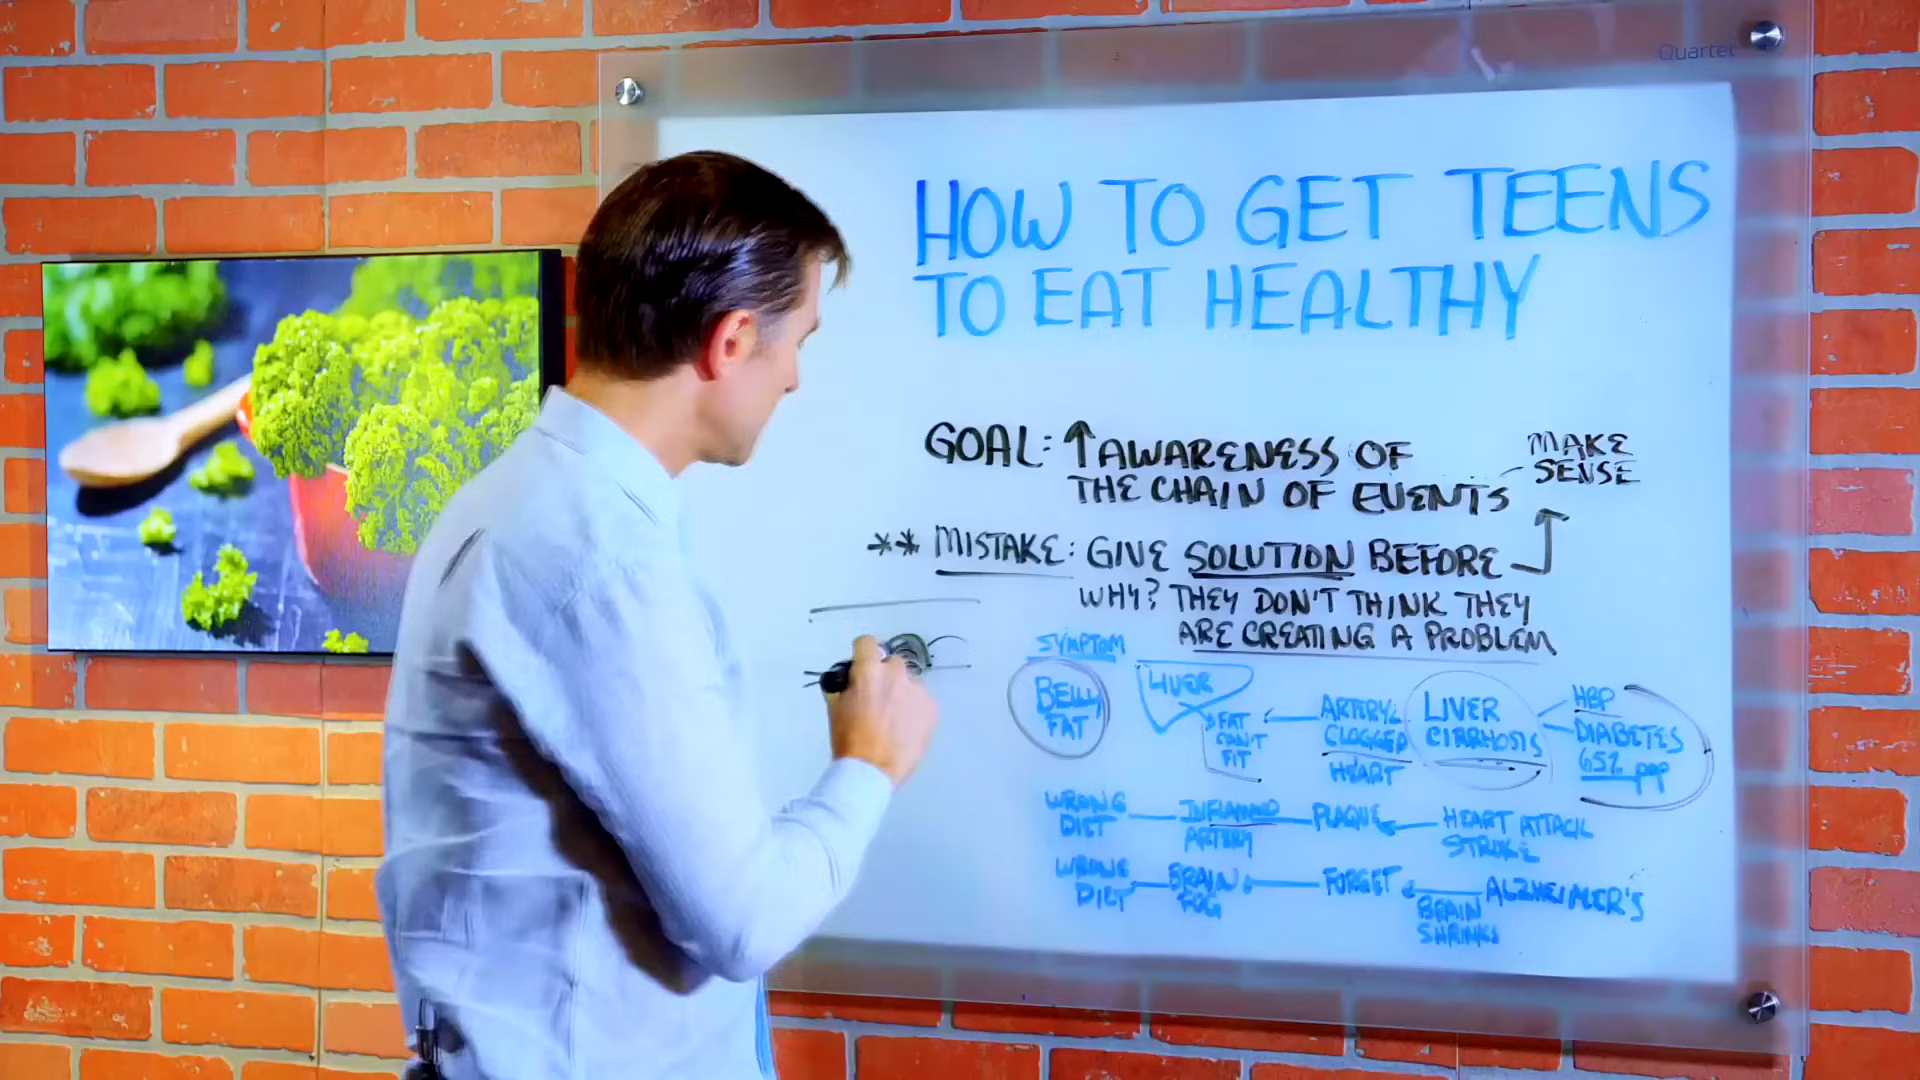 Quartet
HOW TO GET TEENS
TO EAT HEALTHY
GOAL: ↑ AWARENESS OF
THE CHAIN OF EVENTS
MAKE
SENSE
** MISTAKE: GIVE SOLUTION BEFORE
WHY? THEY DON'T THINK THEY
ARE CREATING A PROBLEM
SYMPTOM
BELLY
FAT
LIVER
FAT
CAN'T
FIT
ARTERY
CLOGGED
HEART
LIVER
CIRRHOSIS
HBP
DIABETES
65% pop
WRONG
DIET
INFLAMED
ARTERY
PLAQUE
HEART ATTACK
STROKE
WRONG
DIET
BRAIN
FOG
FORGET
BRAIN
SHRINKS
ALZHEIMER'S